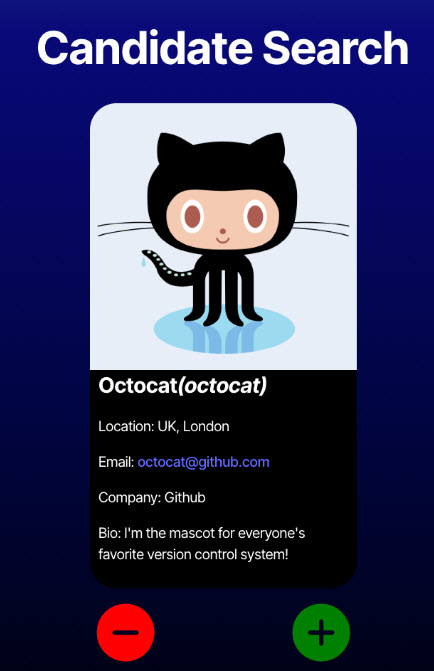 Candidate Search
Octocat(octocat)
Location: UK, London
Email: octocat@github.com
Company: Github
Bio: I'm the mascot for everyone's
favorite version control system!